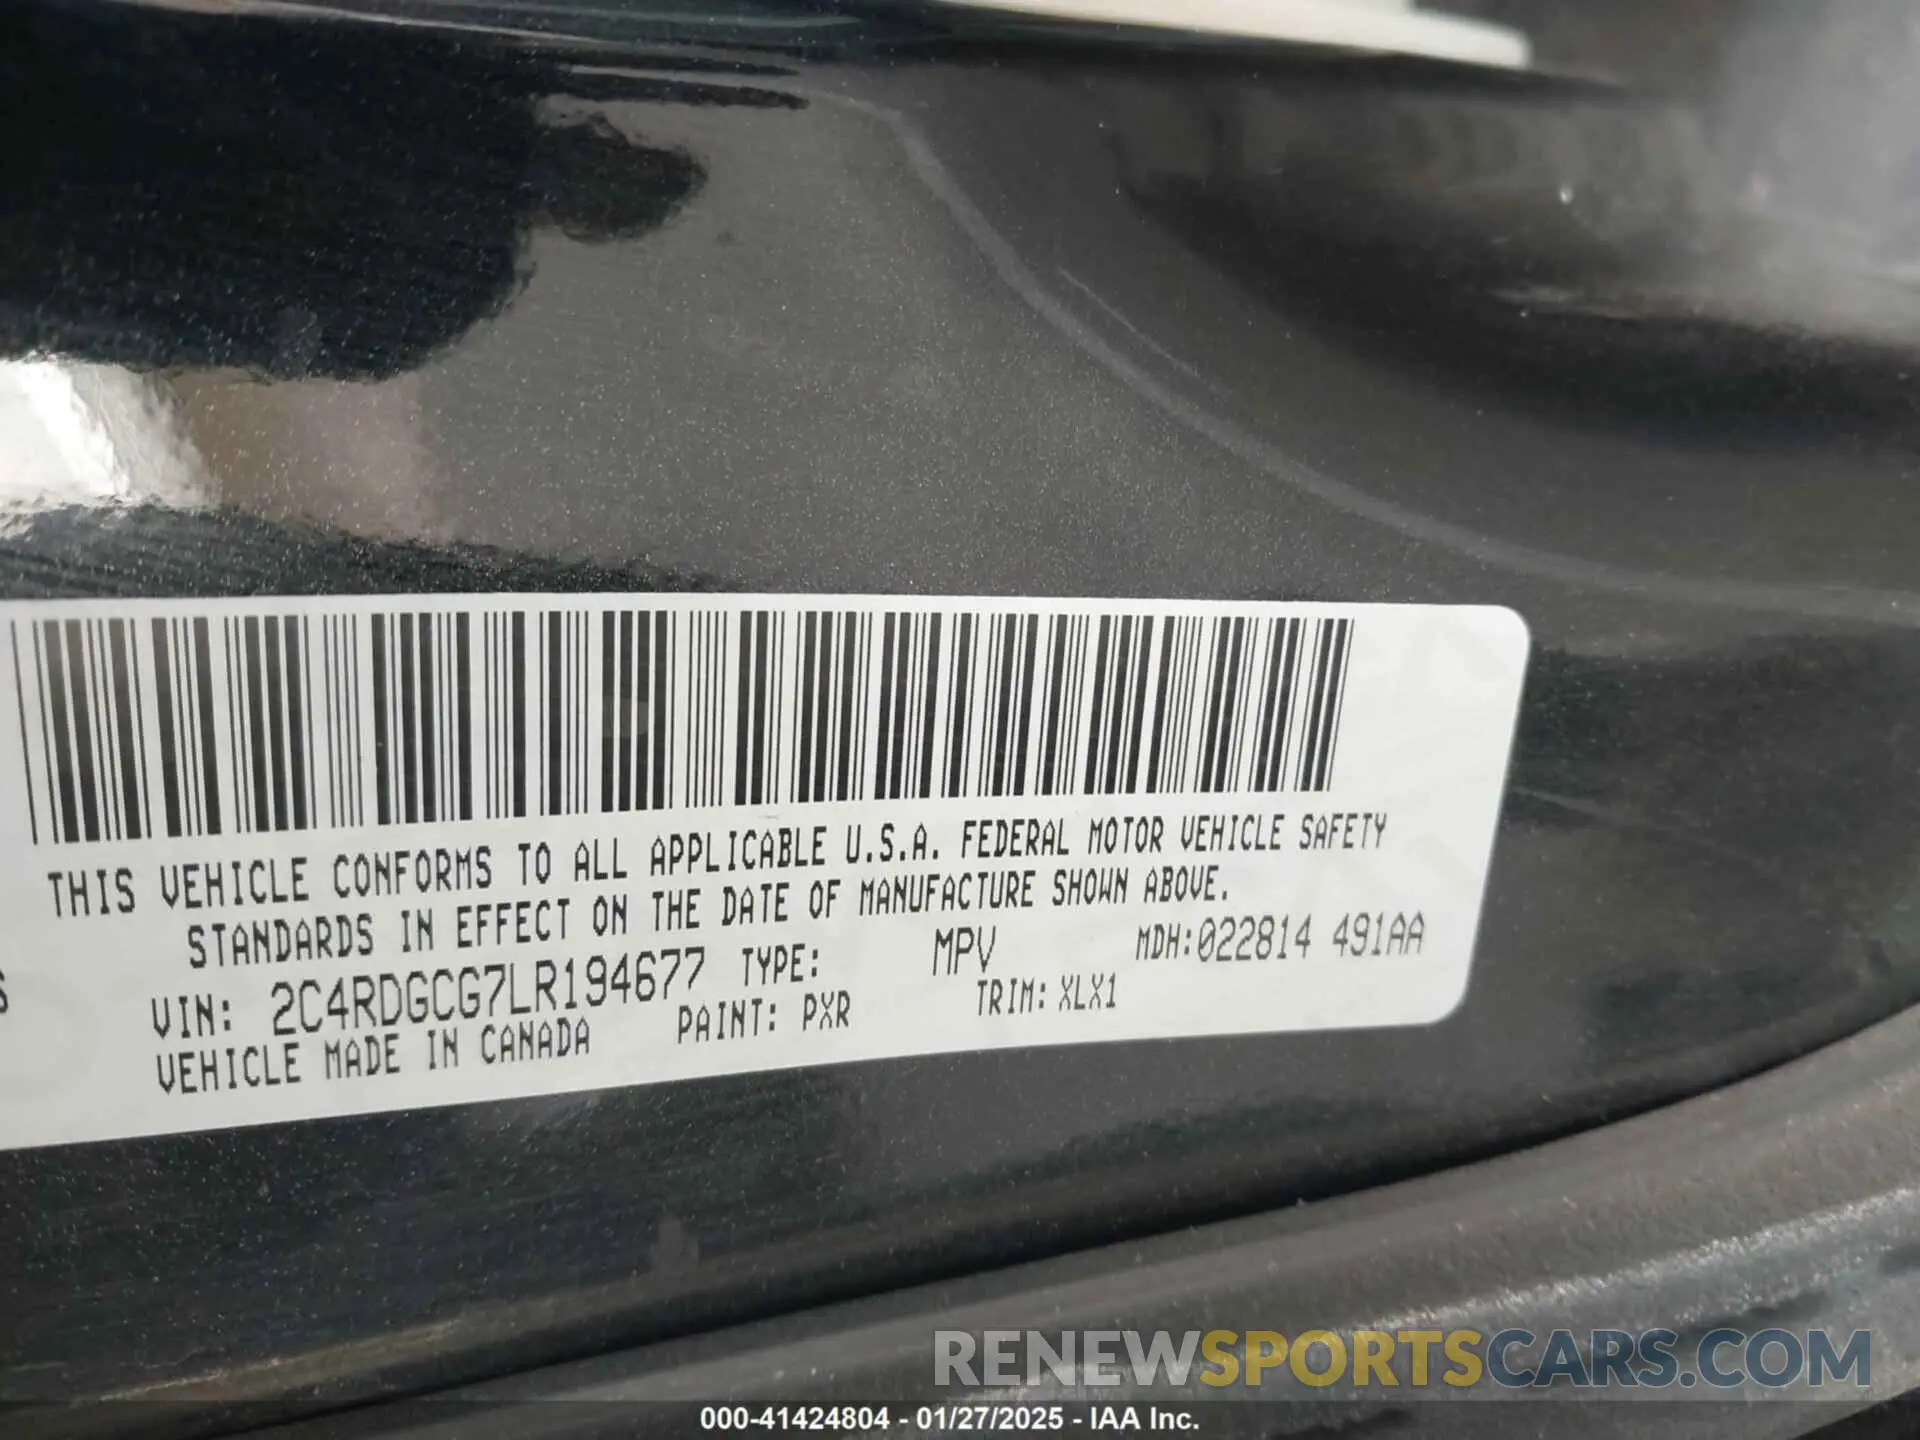 THIS VEHICLE CONFORMS TO ALL APPLICABLE U.S.A. FEDERAL MOTOR VEHICLE SAFETY
STANDARDS IN EFFECT ON THE DATE OF MANUFACTURE SHOWN ABOVE.
VIN: 2C4RDGCG7LR194677 TYPE: MPV MDH:022814 491AA
VEHICLE MADE IN CANADA PAINT: PXR TRIM: XLX1
RENEWSPORTSCARS.COM
000-41424804 - 01/27/2025 - IAA Inc.